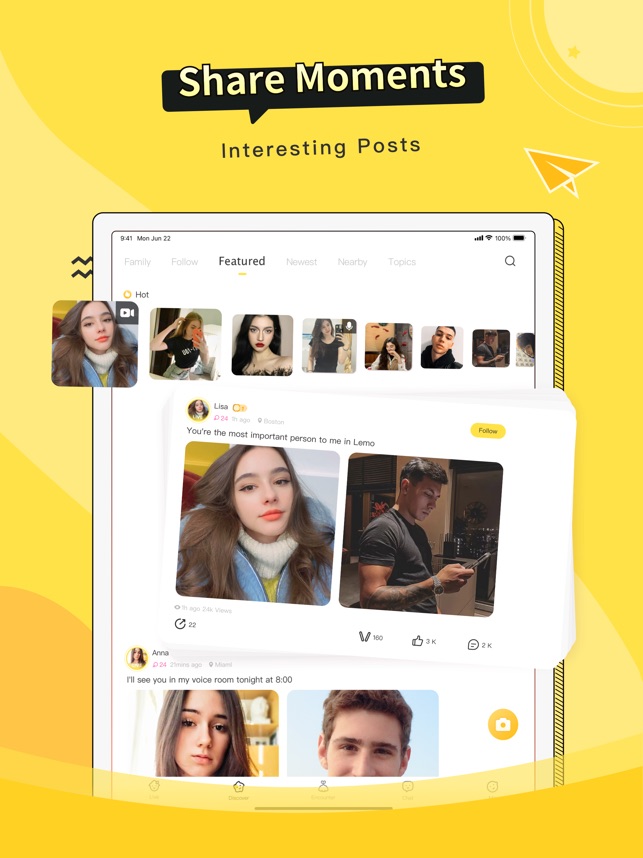 Share Moments
Interesting Posts
9:41 Mon Jun 22 100%
Family Follow Featured Newest Nearby Topics
Hot
Lisa
24 1h ago Boston
Follow
You're the most important person to me in Lemo
1h ago 24k Views
22 160 3 K 2 K
Anna
24 21mins ago Miami
I'll see you in my voice room tonight at 8:00
Discover